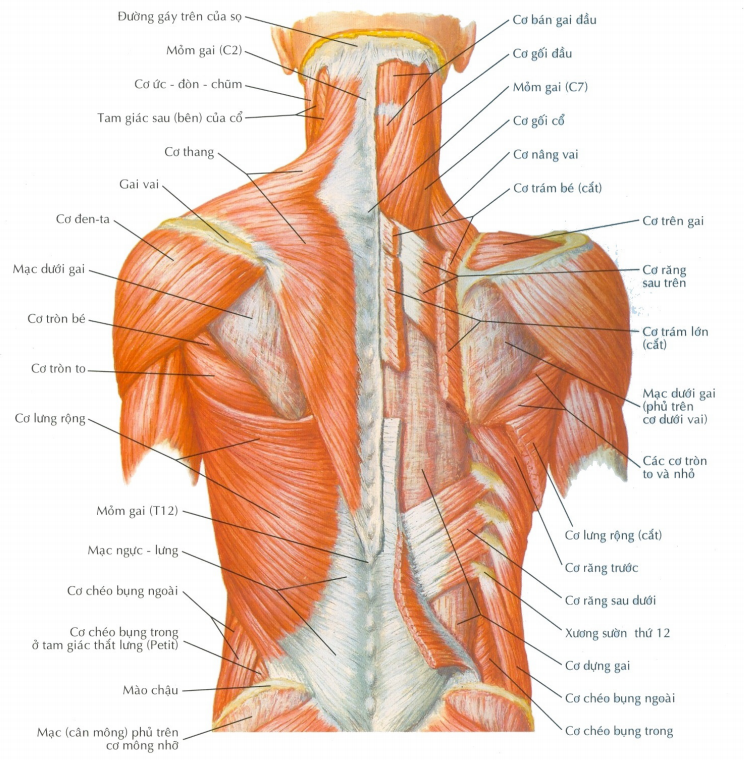 Đường gáy trên của sọ
Mỏm gai (C2)
Cơ ức - đòn - chũm
Tam giác sau (bên) của cổ
Cơ thang
Gai vai
Cơ đen-ta
Mạc dưới gai
Cơ tròn bé
Cơ tròn to
Cơ lưng rộng
Mỏm gai (T12)
Mạc ngực - lưng
Cơ chéo bụng ngoài
Cơ chéo bụng trong
ở tam giác thắt lưng (Petit)
Mào chậu
Mạc (cân mông) phủ trên
cơ mông nhỡ
Cơ bán gai đầu
Cơ gối đầu
Mỏm gai (C7)
Cơ gối cổ
Cơ nâng vai
Cơ trám bé (cắt)
Cơ trên gai
Cơ răng
sau trên
Cơ trám lớn
(cắt)
Mạc dưới gai
(phủ trên
cơ dưới vai)
Các cơ tròn
to và nhỏ
Cơ lưng rộng (cắt)
Cơ răng trước
Cơ răng sau dưới
Xương sườn thứ 12
Cơ dựng gai
Cơ chéo bụng ngoài
Cơ chéo bụng trong